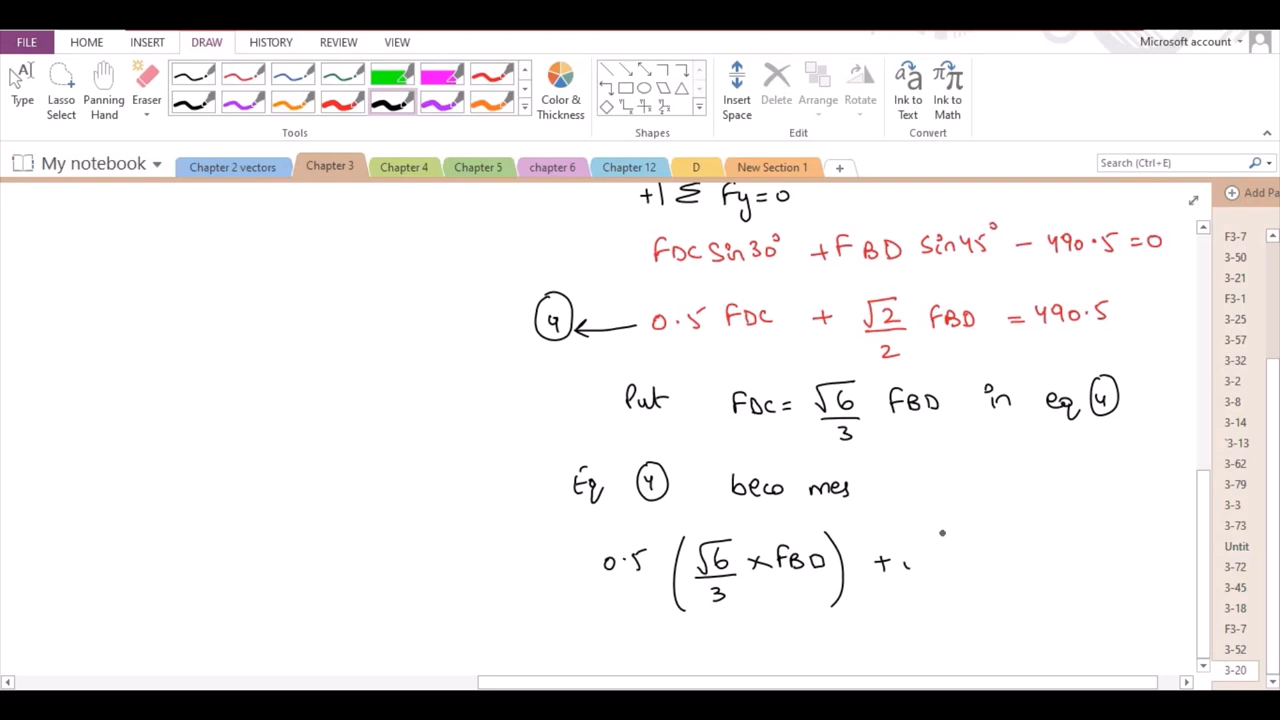 FILE HOME INSERT DRAW HISTORY REVIEW VIEW Microsoft account
Type Lasso Select Panning Hand Eraser Color & Thickness Insert Space Delete Arrange Rotate Ink to Text Ink to Math
Tools Shapes Edit Convert
My notebook Chapter 2 vectors Chapter 3 Chapter 4 Chapter 5 chapter 6 Chapter 12 D New Section 1 Search (Ctrl+E)
+↑ Σ Fy = 0
FDC Sin30° + FBD Sin45° - 490.5 = 0
4 ← 0.5 FDC + √2/2 FBD = 490.5
Put FDC = √6/3 FBD in eq 4
Eq 4 becomes
0.5 (√6/3 × FBD) +
Add Pa
F3-7
3-50
3-21
F3-1
3-25
3-57
3-32
3-2
3-8
3-14
`3-13
3-62
3-79
3-3
3-73
Untit
3-72
3-45
3-18
F3-7
3-52
3-20